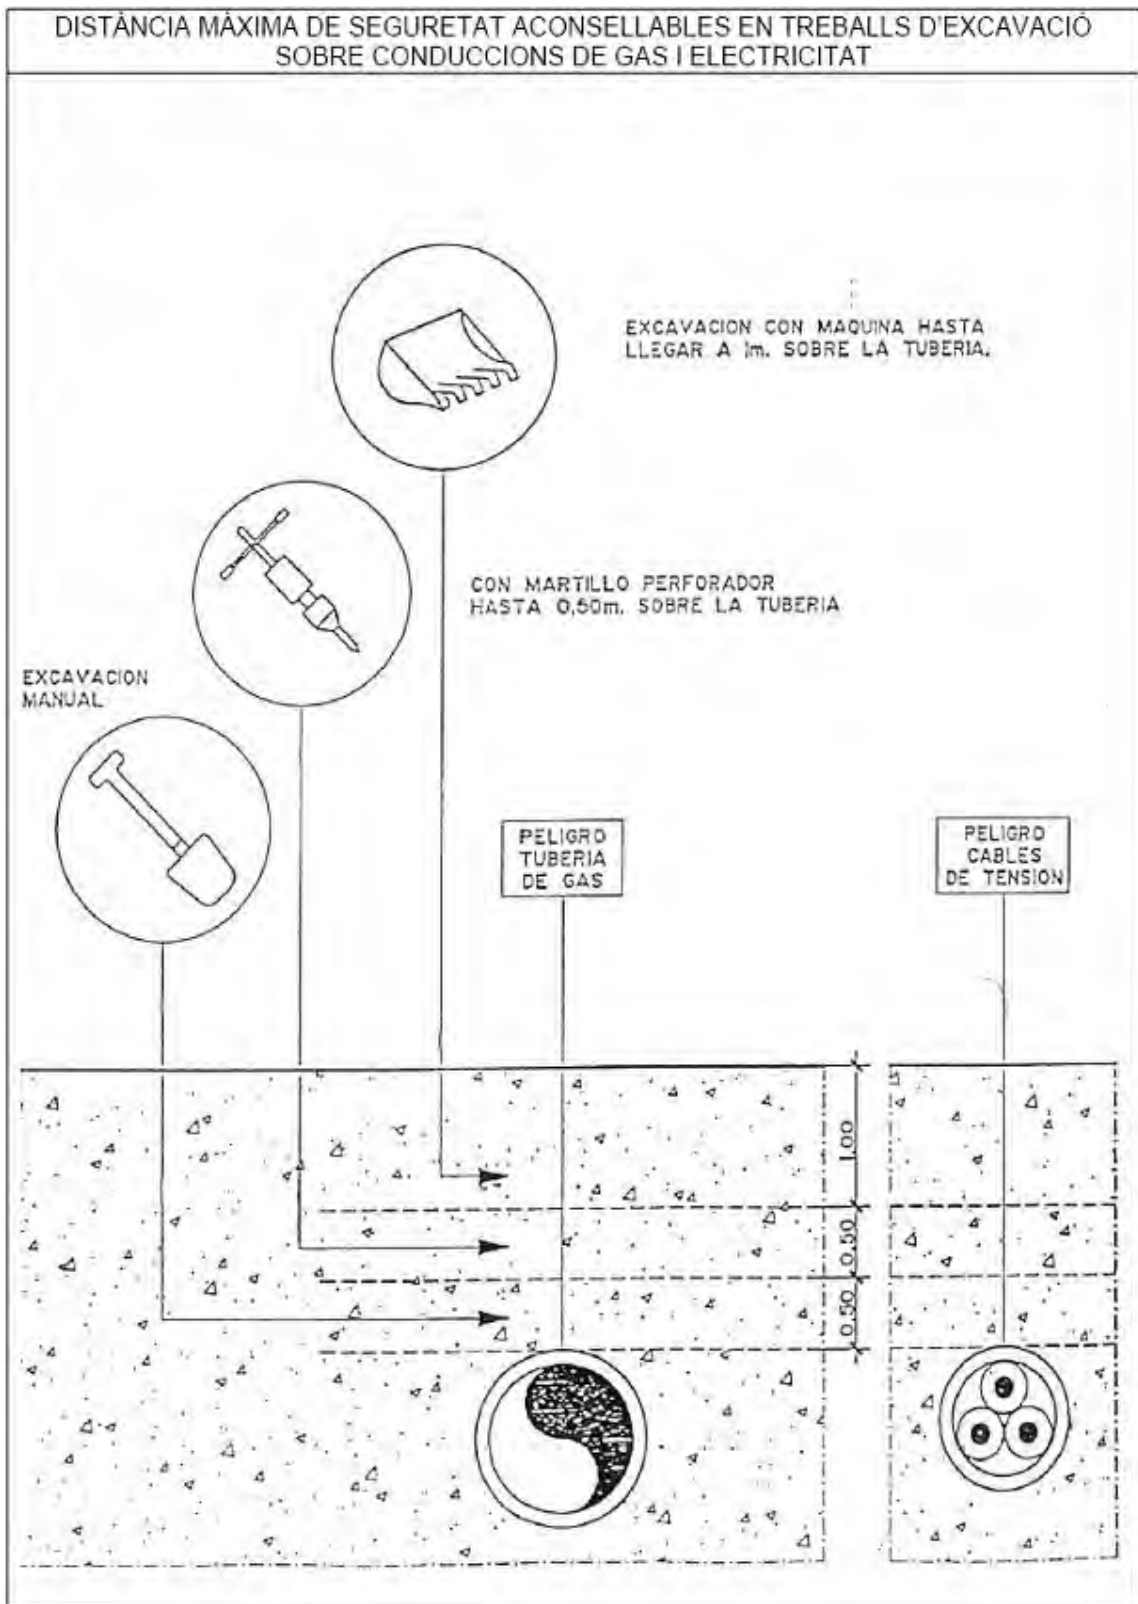 DISTÀNCIA MÀXIMA DE SEGURETAT ACONSELLABLES EN TREBALLS D'EXCAVACIÓ
SOBRE CONDUCCIONS DE GAS I ELECTRICITAT
EXCAVACION CON MAQUINA HASTA
LLEGAR A 1m. SOBRE LA TUBERIA.
CON MARTILLO PERFORADOR
HASTA 0,50m. SOBRE LA TUBERIA
EXCAVACION
MANUAL
PELIGRO
TUBERIA
DE GAS
PELIGRO
CABLES
DE TENSION
1.00
0.50
0.50